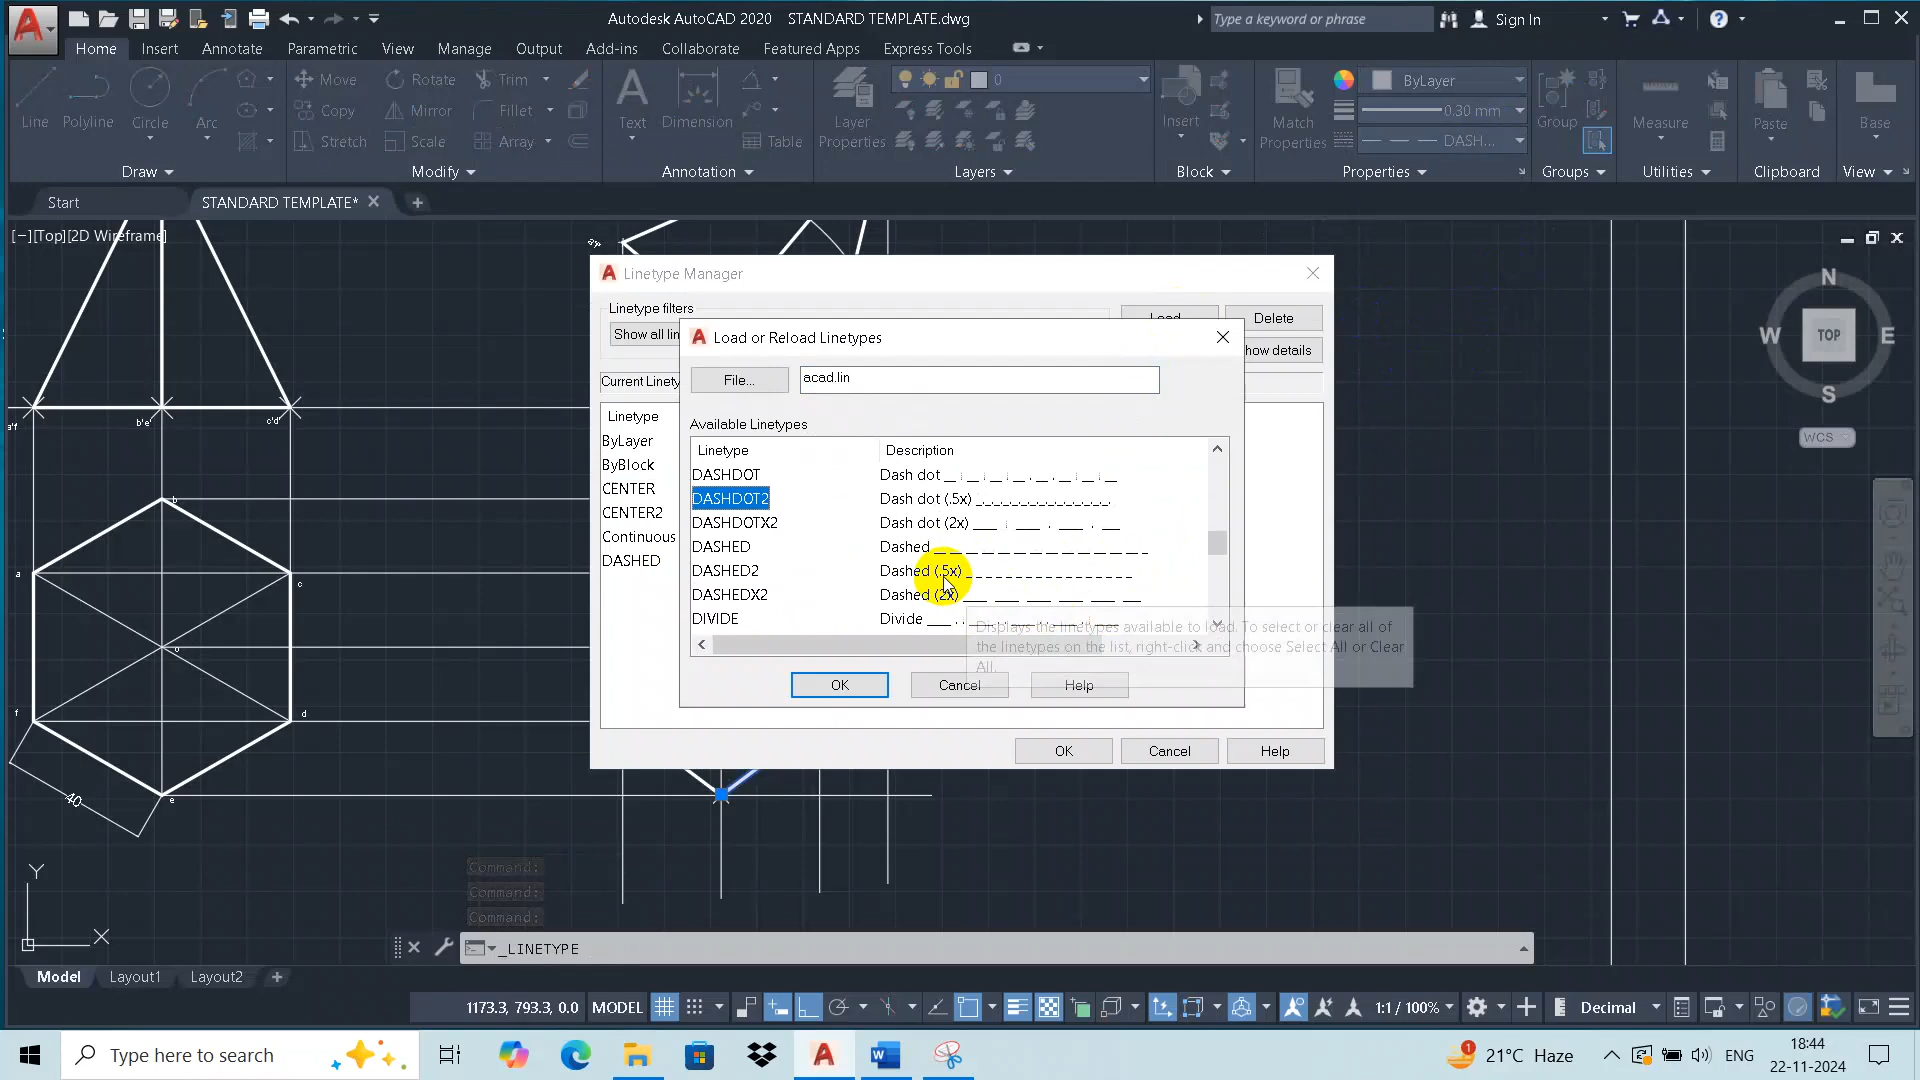 Autodesk AutoCAD 2020 STANDARD TEMPLATE.dwg
Type a keyword or phrase
Sign In
Home Insert Annotate Parametric View Manage Output Add-ins Collaborate Featured Apps Express Tools
Line Polyline Circle Arc
Move Rotate Trim
Copy Mirror Fillet
Stretch Scale Array
Text Dimension Table
Layer
Properties
0
Insert
Match
Properties
ByLayer
0.30 mm
DASH...
Group
Measure
Paste
Base
Draw Modify Annotation Layers Block Properties Groups Utilities Clipboard View
Start STANDARD TEMPLATE*
[−][Top][2D Wireframe]
Linetype Manager
Linetype filters
Show all lin
Load...
Delete
how details
Current Linety
Linetype
ByLayer
ByBlock
CENTER
CENTER2
Continuous
DASHED
OK Cancel Help
Load or Reload Linetypes
File... acad.lin
Available Linetypes
Linetype Description
DASHDOT Dash dot
DASHDOT2 Dash dot (.5x)
DASHDOTX2 Dash dot (2x)
DASHED Dashed
DASHED2 Dashed (.5x)
DASHEDX2 Dashed (2x)
DIVIDE Divide
Displays the linetypes available to load. To select or clear all of
the linetypes on the list, right-click and choose Select All or Clear
All.
OK Cancel Help
N
W TOP E
S
WCS
a'f
b'e'
c'd'
b
a
c
o
f
d
e
40
Y
X
Command:
Command:
Command:
_LINETYPE
Model Layout1 Layout2
1173.3, 793.3, 0.0 MODEL
1:1 / 100%
Decimal
Type here to search
1
21°C Haze
ENG
18:44
22-11-2024